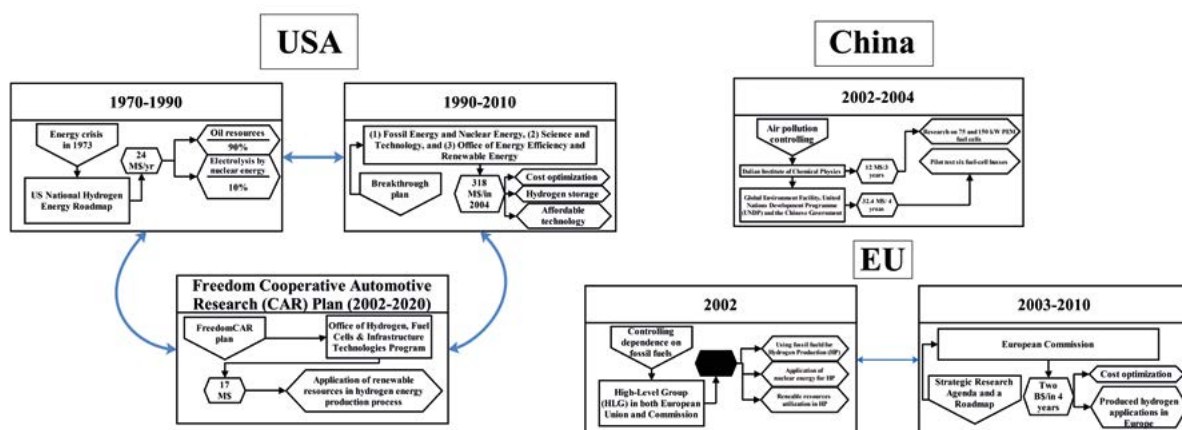 USA
1970-1990
Energy crisis
in 1973
US National Hydrogen
Energy Roadmap
24
M$/yr
Oil resources
90%
Electrolysis by
nuclear energy
10%
1990-2010
(1) Fossil Energy and Nuclear Energy, (2) Science and
Technology, and (3) Office of Energy Efficiency and
Renewable Energy
Breakthrough
plan
318
M$/in
2004
Cost optimization
Hydrogen storage
Affordable
technology
Freedom Cooperative Automotive
Research (CAR) Plan (2002-2020)
FreedomCAR
plan
Office of Hydrogen, Fuel
Cells & Infrastructure
Technologies Program
17
M$
Application of renewable
resources in hydrogen energy
production process
China
2002-2004
Air pollution
controlling
Dalian Institute of Chemical Physics
12 M$/3
years
Research on 75 and 150 kW PEM
fuel cells
Global Environment Facility, United
Nations Development Programme
(UNDP) and the Chinese Government
32.4 M$/ 4
years
Pilot test six fuel-cell busses
EU
2002
Controlling
dependence on
fossil fuels
High-Level Group
(HLG) in both European
Union and Commission
Using fossil fueld for
Hydrogen Production (HP)
Application of
nuclear energy for HP
utilization in HP
2003-2010
European Commission
Strategic Research
Agenda and a
Roadmap
Two
B$/in 4
years
Cost optimization
Produced hydrogen
applications in
Europe